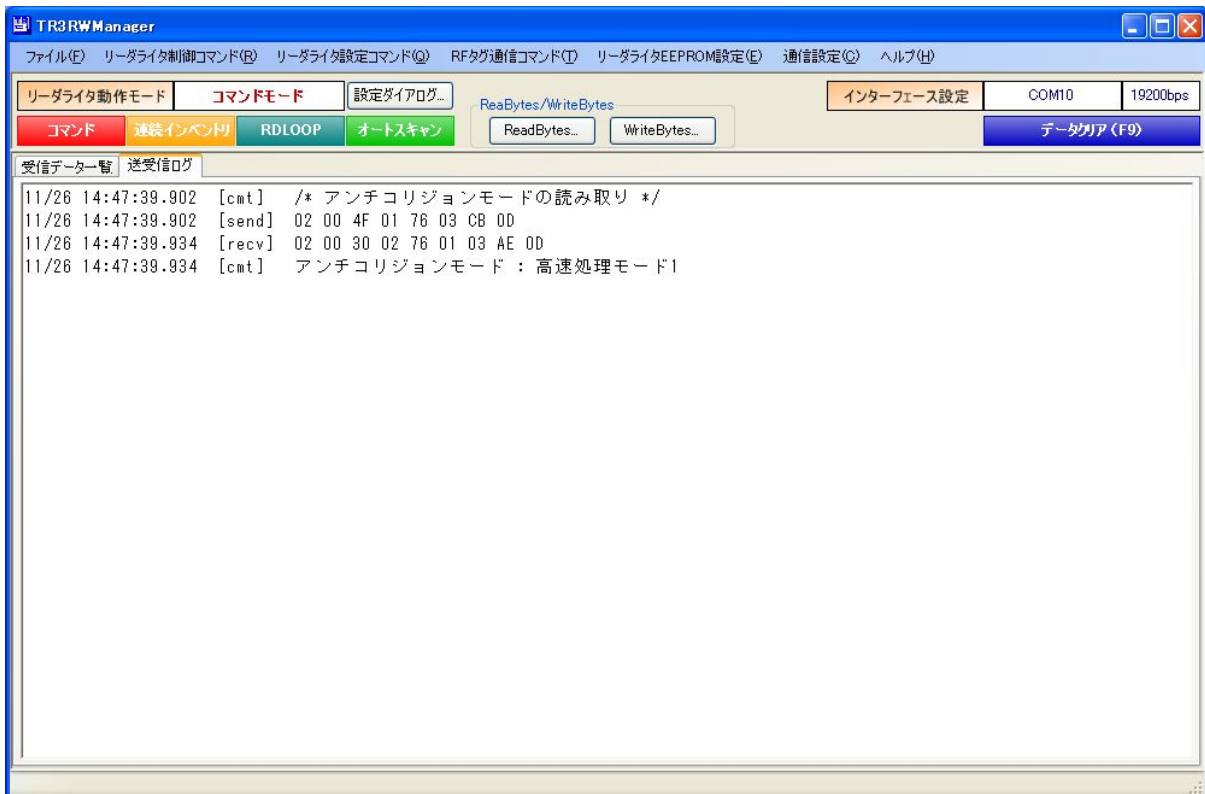 TR3RWManager
ファイル(F) リーダライタ制御コマンド(R) リーダライタ設定コマンド(Q) RFタグ通信コマンド(T) リーダライタEEPROM設定(E) 通信設定(C) ヘルプ(H)
リーダライタ動作モード コマンドモード 設定ダイアログ... ReaBytes/WriteBytes インターフェース設定 COM10 19200bps
コマンド 連続インベントリ RDLOOP オートスキャン ReadBytes... WriteBytes... データクリア (F9)
受信データ一覧 送受信ログ
11/26 14:47:39.902 [cmt] /* アンチコリジョンモードの読み取り */
11/26 14:47:39.902 [send] 02 00 4F 01 76 03 CB 0D
11/26 14:47:39.934 [recv] 02 00 30 02 76 01 03 AE 0D
11/26 14:47:39.934 [cmt] アンチコリジョンモード : 高速処理モード1